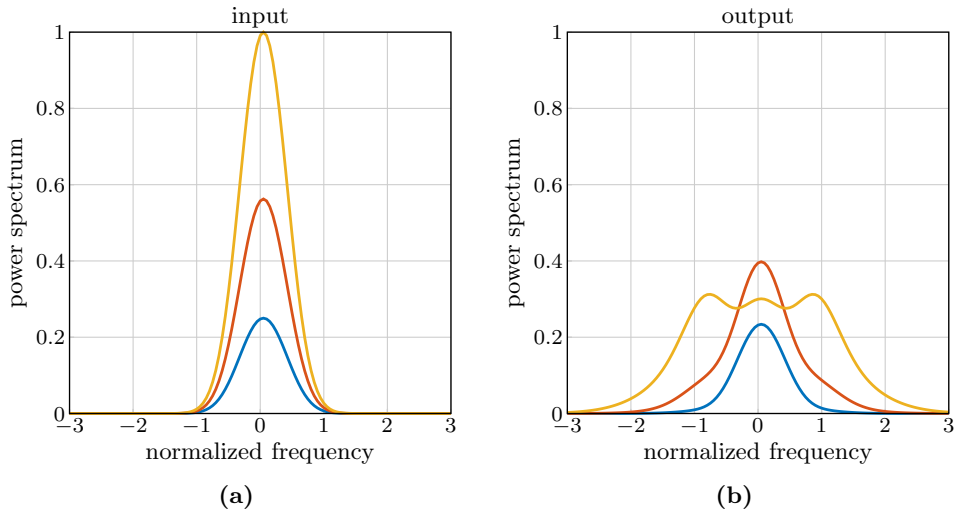 input
1
0.8
0.6
0.4
0.2
0
power spectrum
−3 −2 −1 0 1 2 3
normalized frequency
(a)
output
1
0.8
0.6
0.4
0.2
0
power spectrum
−3 −2 −1 0 1 2 3
normalized frequency
(b)